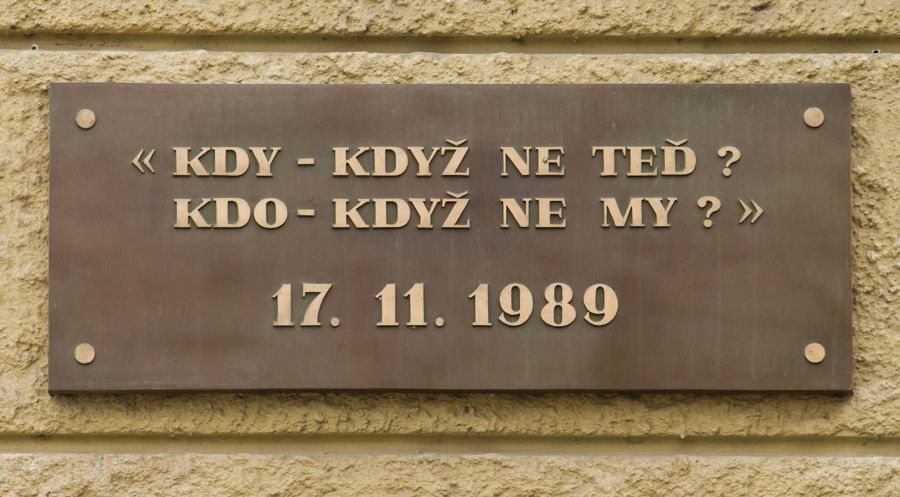 « KDY - KDYŽ NE TEĎ ?
KDO - KDYŽ NE MY ? »
17. 11. 1989